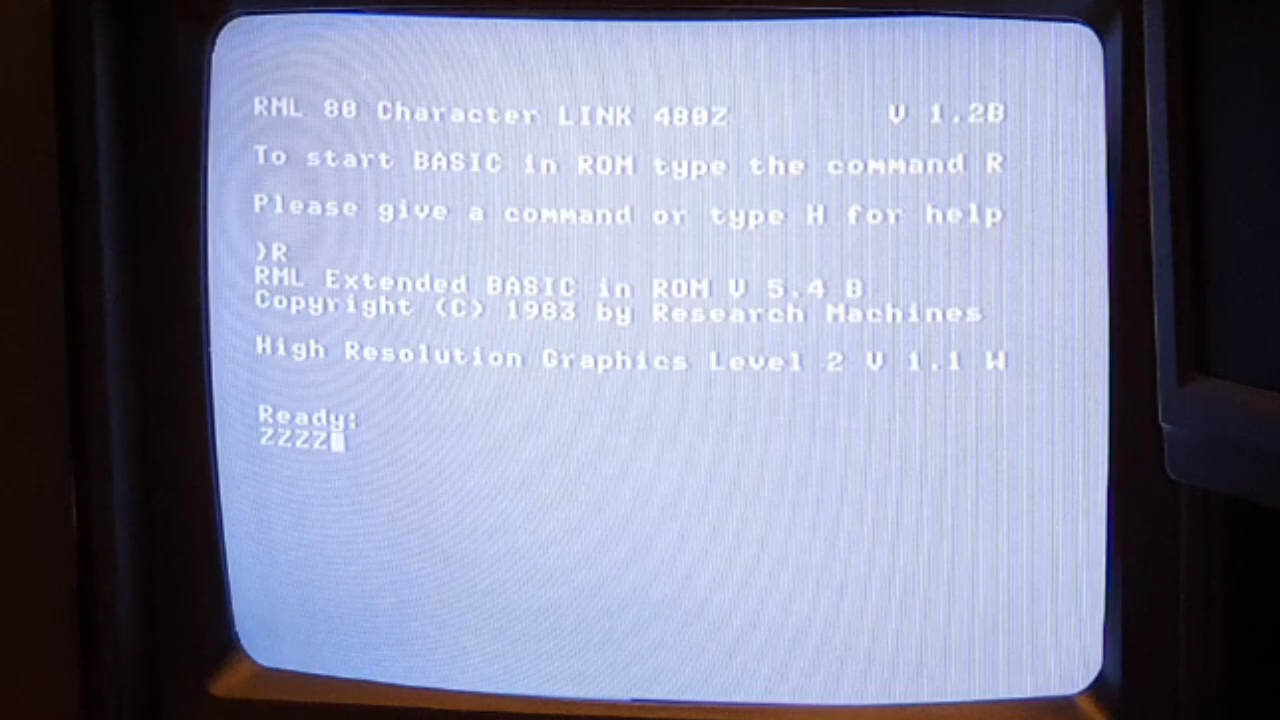 RML 80 Character LINK 480Z V 1.2B
To start BASIC in ROM type the command R
Please give a command or type H for help
}R
RML Extended BASIC in ROM V 5.4 B
Copyright (C) 1983 by Research Machines
High Resolution Graphics Level 2 V 1.1 W
Ready:
ZZZZ